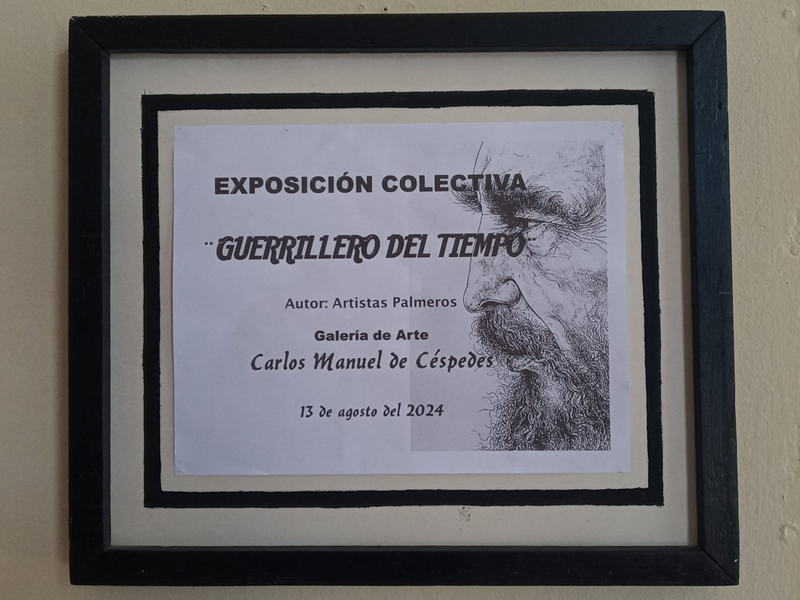 EXPOSICIÓN COLECTIVA
¨GUERRILLERO DEL TIEMPO¨
Autor: Artistas Palmeros
Galería de Arte
Carlos Manuel de Céspedes
13 de agosto del 2024